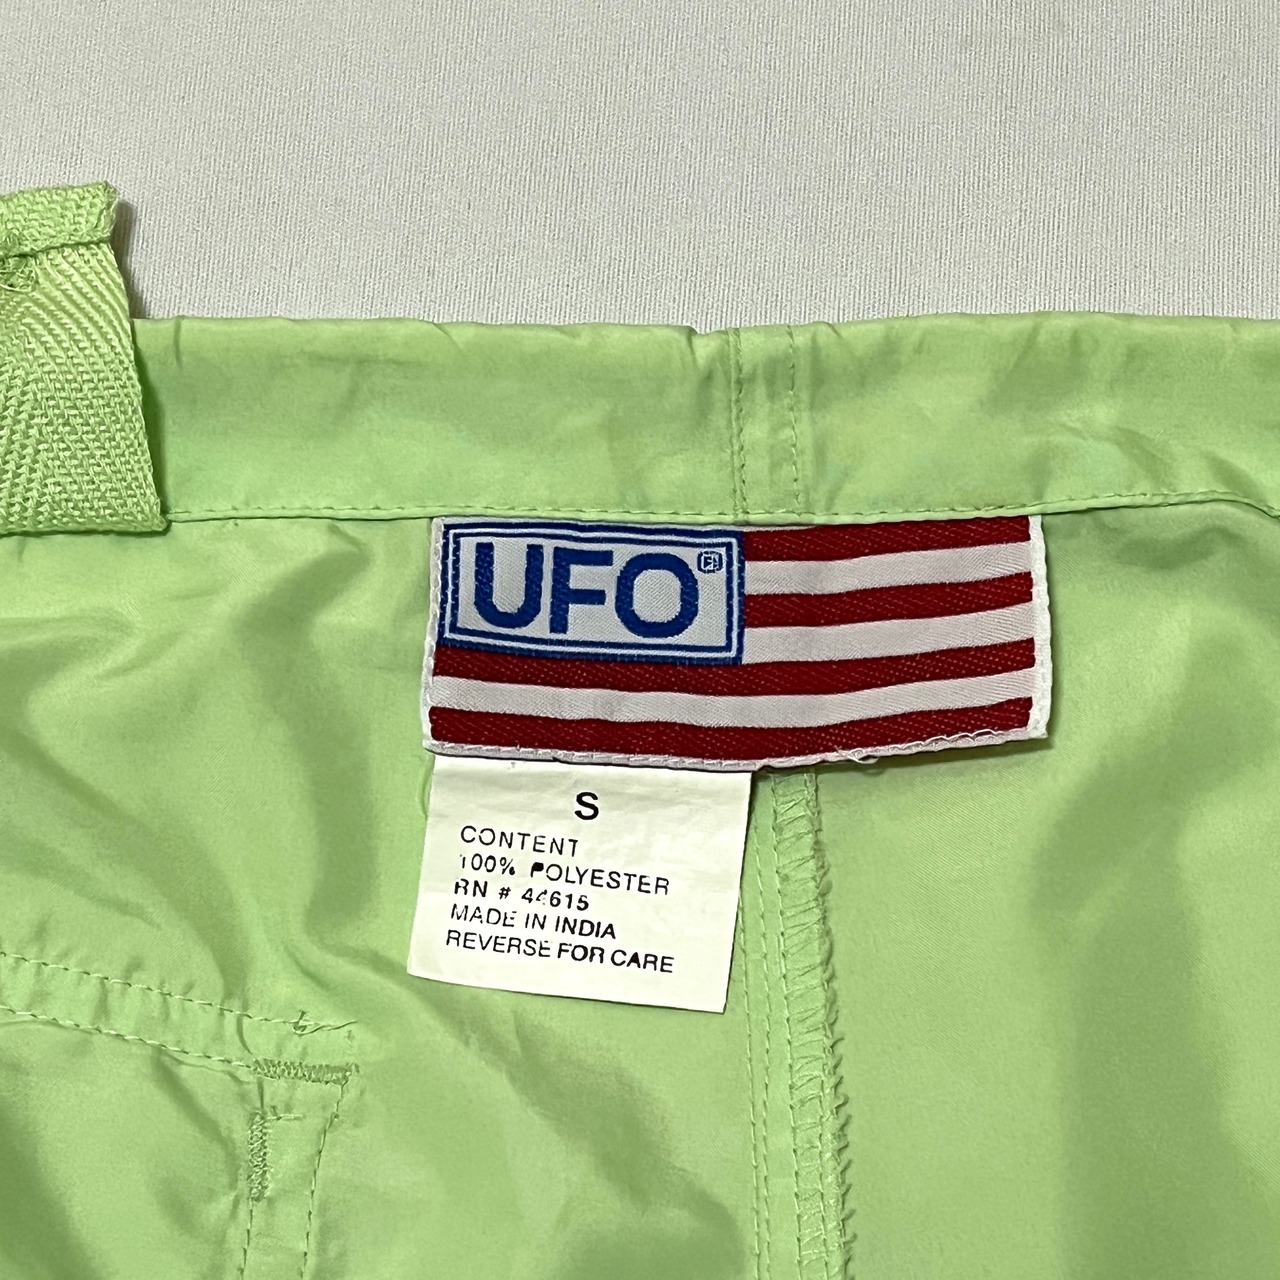 UFO
S
CONTENT
100% POLYESTER
RN # 44615
MADE IN INDIA
REVERSE FOR CARE